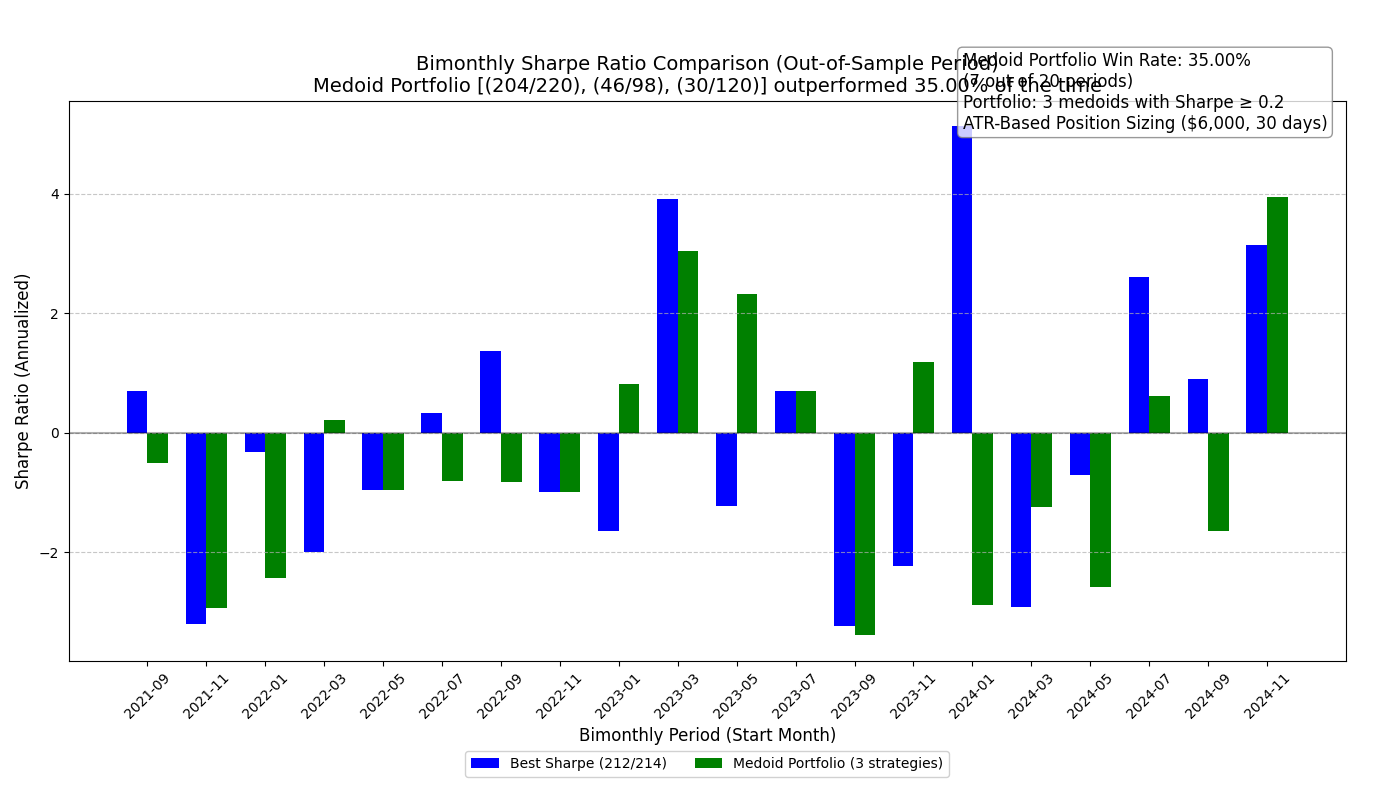 Bimonthly Sharpe Ratio Comparison (Out-of-Sample Period)
Medoid Portfolio [(204/220), (46/98), (30/120)] outperformed 35.00% of the time
Medoid Portfolio Win Rate: 35.00%
(7 out of 20 periods)
Portfolio: 3 medoids with Sharpe ≥ 0.2
ATR-Based Position Sizing ($6,000, 30 days)
Sharpe Ratio (Annualized)
4
2
0
−2
2021-09
2021-11
2022-01
2022-03
2022-05
2022-07
2022-09
2022-11
2023-01
2023-03
2023-05
2023-07
2023-09
2023-11
2024-01
2024-03
2024-05
2024-07
2024-09
2024-11
Bimonthly Period (Start Month)
Best Sharpe (212/214)
Medoid Portfolio (3 strategies)